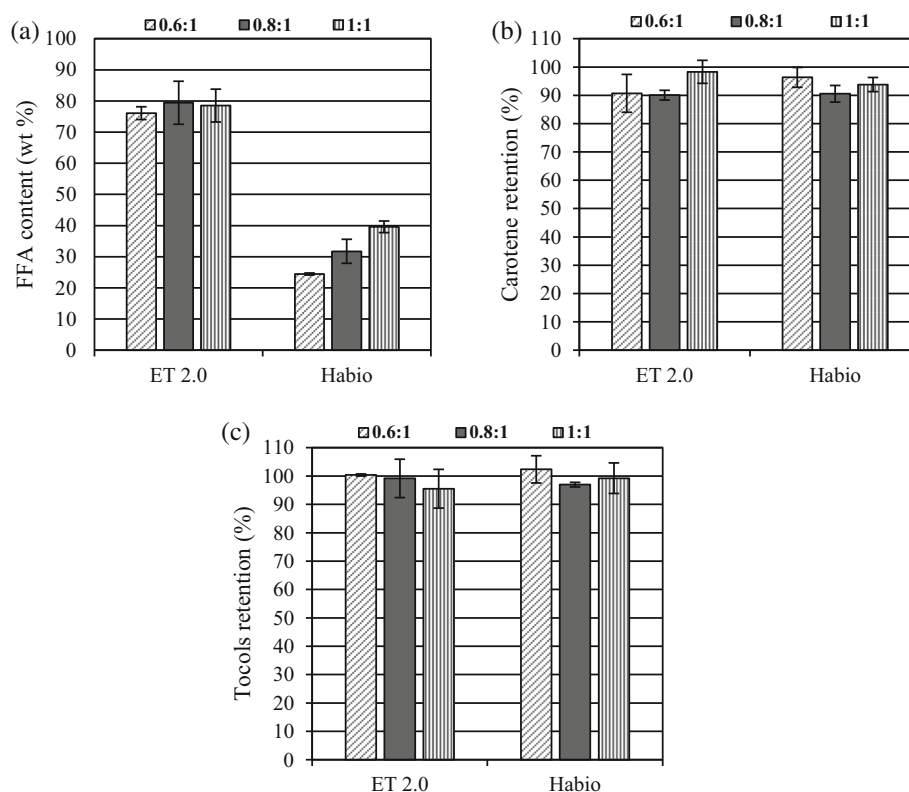 (a)
0.6:1 0.8:1 1:1
100
90
80
70
60
50
40
30
20
10
0
FFA content (wt %)
ET 2.0 Habio
(b)
0.6:1 0.8:1 1:1
110
100
90
80
70
60
50
40
30
20
10
0
Carotene retention (%)
ET 2.0 Habio
(c)
0.6:1 0.8:1 1:1
110
100
90
80
70
60
50
40
30
20
10
0
Tocols retention (%)
ET 2.0 Habio